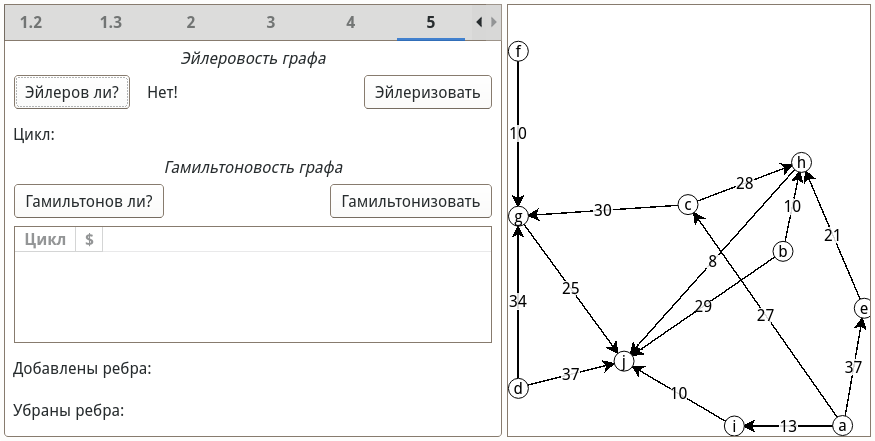 1.2 1.3 2 3 4 5
Эйлеровость графа
Эйлеров ли? Нет! Эйлеризовать
Цикл:
Гамильтоновость графа
Гамильтонов ли? Гамильтонизовать
Цикл $
Добавлены ребра:
Убраны ребра:
f
10
h
28
c
10
30
g
21
b
8
25
34
29
27
e
j
37
37
d
10
i
13
a